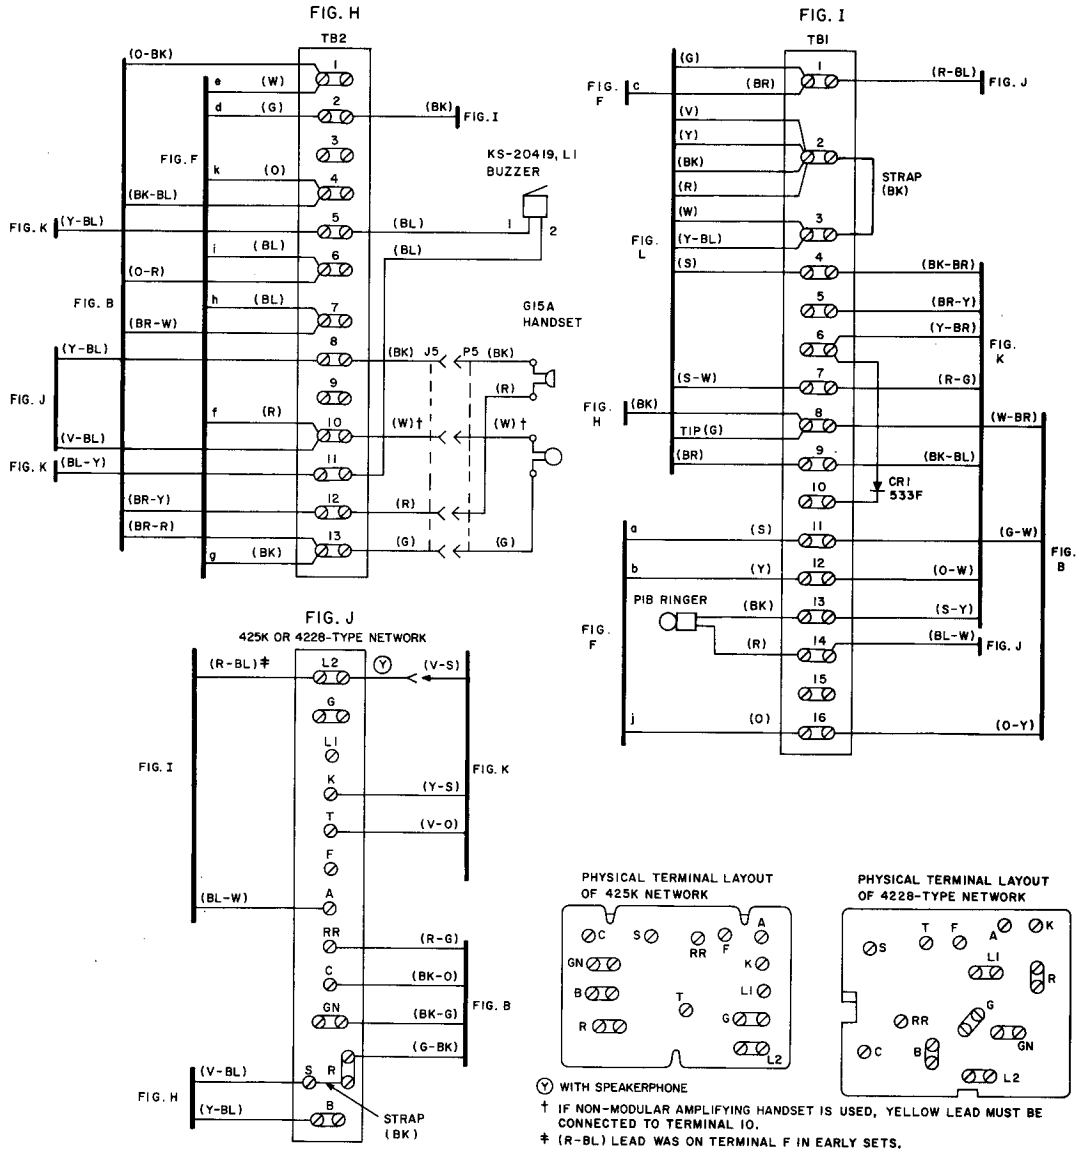 FIG. H
TB2
(O-BK)
e (W)
1
d (G)
2
(BK)
FIG. I
3
FIG. F
k (O)
4
(BK-BL)
KS-20419, L1
BUZZER
FIG. K
(Y-BL)
5
(BL)
1
2
i (BL)
6
(BL)
(O-R)
FIG. B
h (BL)
7
(BR-W)
G15A
HANDSET
(Y-BL)
8
(BK)
J5
P5
(BK)
9
(R)
FIG. J
f (R)
10
(W)†
(W)†
(V-BL)
FIG. K
(BL-Y)
11
(BR-Y)
12
(R)
(BR-R)
13
(G)
(G)
g (BK)
FIG. I
TB1
(G)
1
(R-BL)
FIG. J
FIG.
F
c
(BR)
(V)
(Y)
2
(BK)
(R)
STRAP
(BK)
(W)
3
(Y-BL)
FIG.
L
(S)
4
(BK-BR)
5
(BR-Y)
6
(Y-BR)
FIG.
K
(S-W)
7
(R-G)
FIG.
H
(BK)
8
(W-BR)
TIP (G)
(BR)
9
(BK-BL)
10
CR1
533F
a (S)
11
(G-W)
b (Y)
12
(O-W)
FIG.
B
P1B RINGER
(BK)
13
(S-Y)
FIG.
F
(R)
14
(BL-W)
FIG. J
15
j (O)
16
(O-Y)
FIG. J
425K OR 4228-TYPE NETWORK
(R-BL)‡
L2
Y
(V-S)
G
L1
FIG. I
FIG. K
K
(Y-S)
T
(V-O)
F
(BL-W)
A
RR
(R-G)
C
(BK-O)
FIG. B
GN
(BK-G)
(G-BK)
FIG. H
(V-BL)
S
R
(Y-BL)
B
STRAP
(BK)
PHYSICAL TERMINAL LAYOUT
OF 425K NETWORK
C
S
RR
F
A
GN
K
B
T
L1
R
G
L2
PHYSICAL TERMINAL LAYOUT
OF 4228-TYPE NETWORK
S
T
F
A
K
L1
R
RR
G
GN
C
B
L2
Y WITH SPEAKERPHONE
† IF NON-MODULAR AMPLIFYING HANDSET IS USED, YELLOW LEAD MUST BE
CONNECTED TO TERMINAL 10.
‡ (R-BL) LEAD WAS ON TERMINAL F IN EARLY SETS.